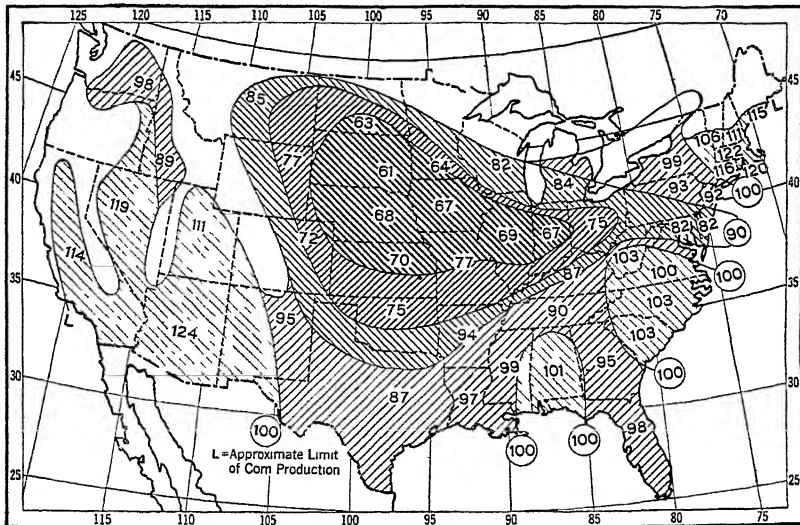 125 120 115 110 105 100 95 90 85 80 75 70 65
45 45
98 85 63 115
L
106 111
89 77 64 82 122
99 116 120
61 84 93 100
40 92 40
119 111 67 75 82 82
68 90
72 69 67
114 70 77 87 103 100
35 100 35
75 103
L 124 95 94 90 103
95
30 99 101 100 30
87 97
100 98
L=Approximate Limit 100 100
of Corn Production
25 25
115 110 105 100 95 90 85 80